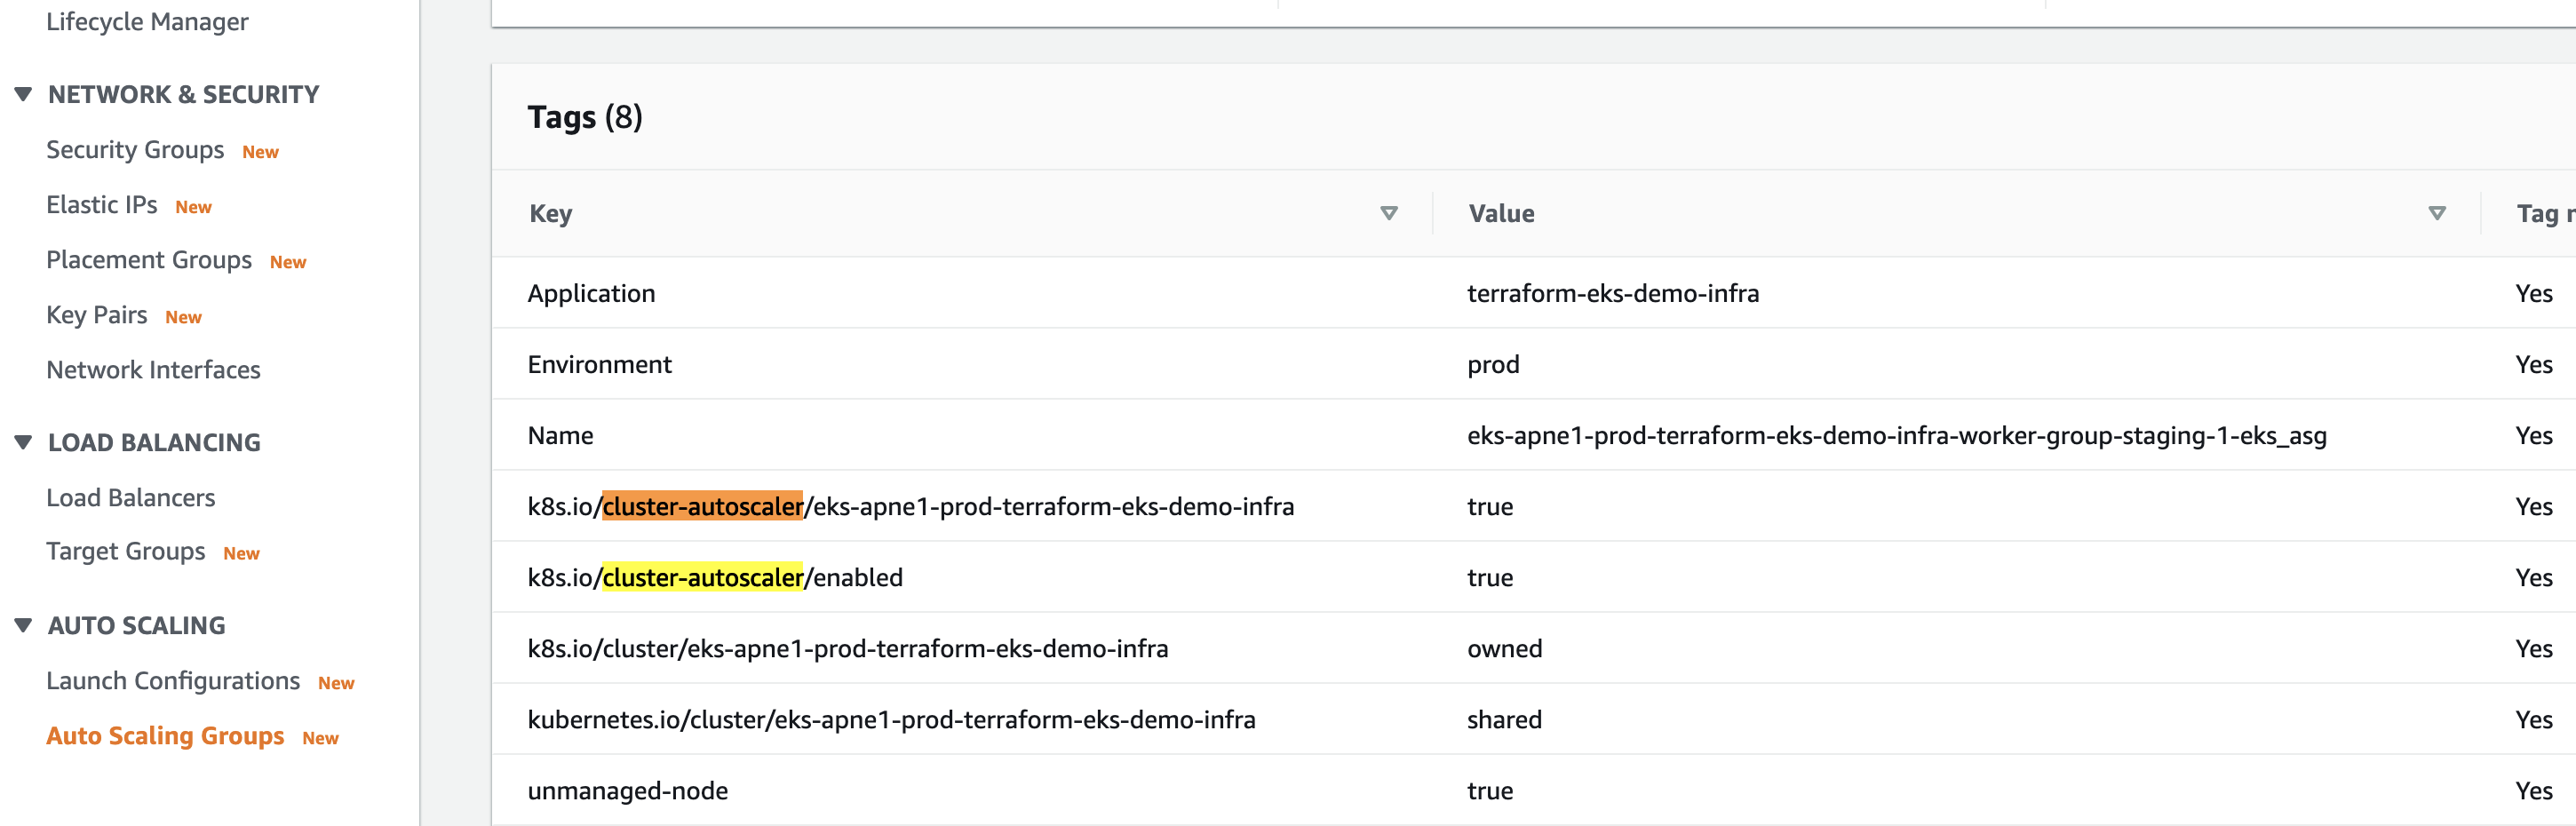 Lifecycle Manager
NETWORK & SECURITY
Security Groups New
Elastic IPs New
Placement Groups New
Key Pairs New
Network Interfaces
LOAD BALANCING
Load Balancers
Target Groups New
AUTO SCALING
Launch Configurations New
Auto Scaling Groups New
Tags (8)
Key Value Tag
Application terraform-eks-demo-infra Yes
Environment prod Yes
Name eks-apne1-prod-terraform-eks-demo-infra-worker-group-staging-1-eks_asg Yes
k8s.io/cluster-autoscaler/eks-apne1-prod-terraform-eks-demo-infra true Yes
k8s.io/cluster-autoscaler/enabled true Yes
k8s.io/cluster/eks-apne1-prod-terraform-eks-demo-infra owned Yes
kubernetes.io/cluster/eks-apne1-prod-terraform-eks-demo-infra shared Yes
unmanaged-node true Yes